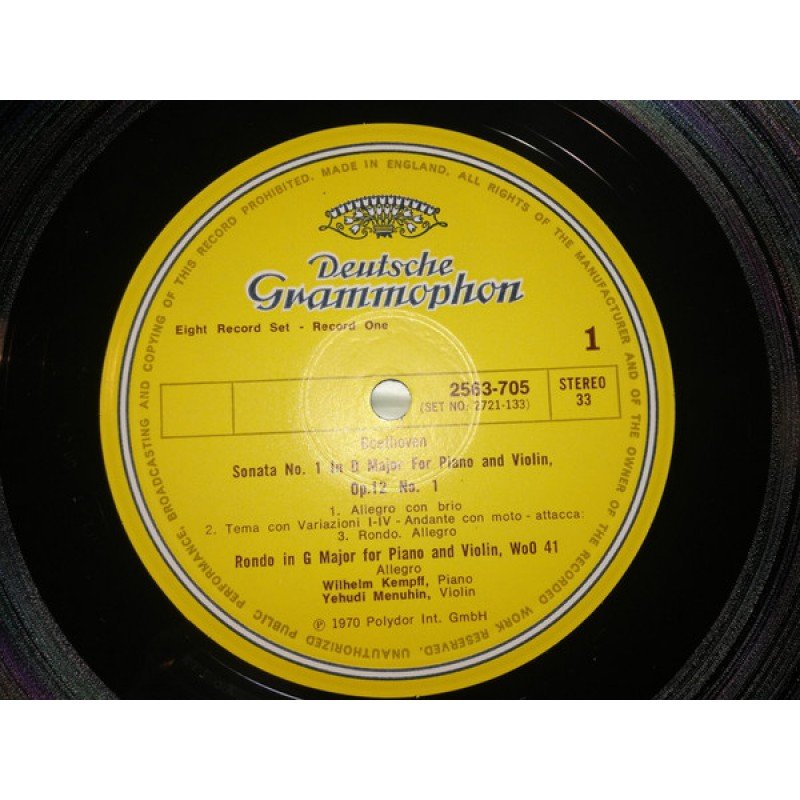 UNAUTHORIZED PUBLIC PERFORMANCE, BROADCASTING AND COPYING OF THIS RECORD PROHIBITED. MADE IN ENGLAND. ALL RIGHTS OF THE MANUFACTURER AND OF THE OWNER OF THE RECORDED WORK RESERVED.
Deutsche
Grammophon
Eight Record Set - Record One
1
2563-705
(SET NO: 2721-133)
STEREO
33
Beethoven
Sonata No. 1 In D Major For Piano and Violin,
Op.12 No. 1
1. Allegro con brio
2. Tema con Variazioni I-IV - Andante con moto - attacca:
3. Rondo. Allegro
Rondo in G Major for Piano and Violin, WoO 41
Allegro
Wilhelm Kempff, Piano
Yehudi Menuhin, Violin
℗ 1970 Polydor Int. GmbH